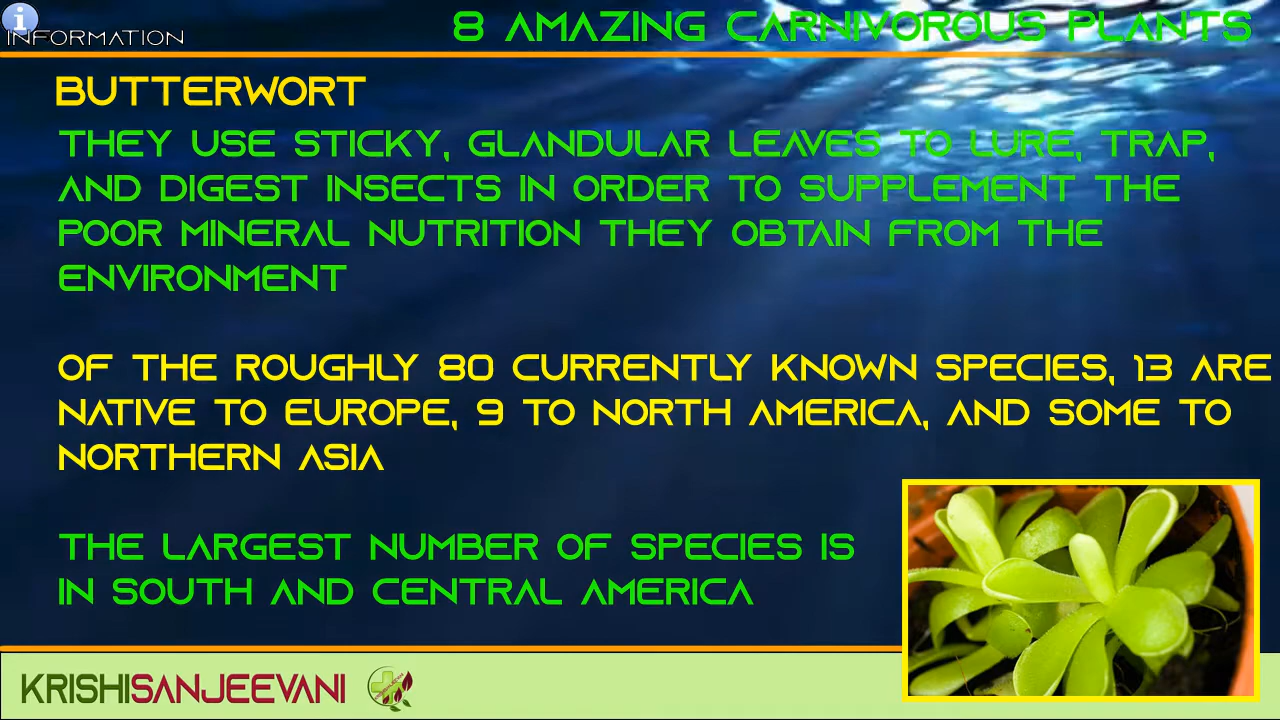 INFORMATION
8 AMAZING CARNIVOROUS PLANTS
BUTTERWORT
THEY USE STICKY, GLANDULAR LEAVES TO LURE, TRAP,
AND DIGEST INSECTS IN ORDER TO SUPPLEMENT THE
POOR MINERAL NUTRITION THEY OBTAIN FROM THE
ENVIRONMENT
OF THE ROUGHLY 80 CURRENTLY KNOWN SPECIES, 13 ARE
NATIVE TO EUROPE, 9 TO NORTH AMERICA, AND SOME TO
NORTHERN ASIA
THE LARGEST NUMBER OF SPECIES IS
IN SOUTH AND CENTRAL AMERICA
KRISHISANJEEVANI